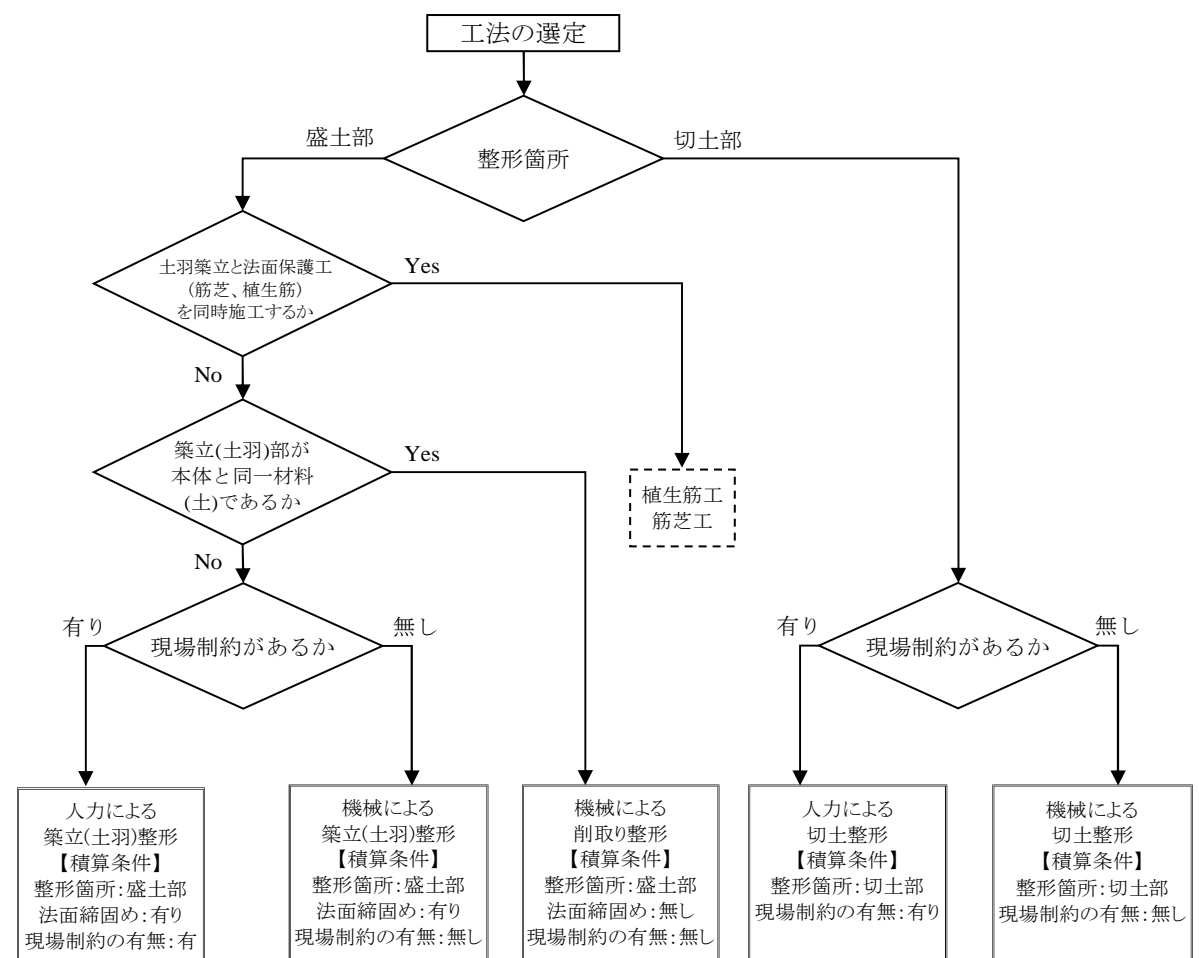 工法の選定
盛土部
整形箇所
切土部
土羽築立と法面保護工
(筋芝、植生筋)
を同時施工するか
Yes
No
築立(土羽)部が
本体と同一材料
(土)であるか
Yes
植生筋工
筋芝工
No
有り
現場制約があるか
無し
有り
現場制約があるか
無し
人力による
築立(土羽)整形
【積算条件】
整形箇所:盛土部
法面締固め:有り
現場制約の有無:有
機械による
築立(土羽)整形
【積算条件】
整形箇所:盛土部
法面締固め:有り
現場制約の有無:無し
機械による
削取り整形
【積算条件】
整形箇所:盛土部
法面締固め:無し
現場制約の有無:無し
人力による
切土整形
【積算条件】
整形箇所:切土部
現場制約の有無:有り
機械による
切土整形
【積算条件】
整形箇所:切土部
現場制約の有無:無し